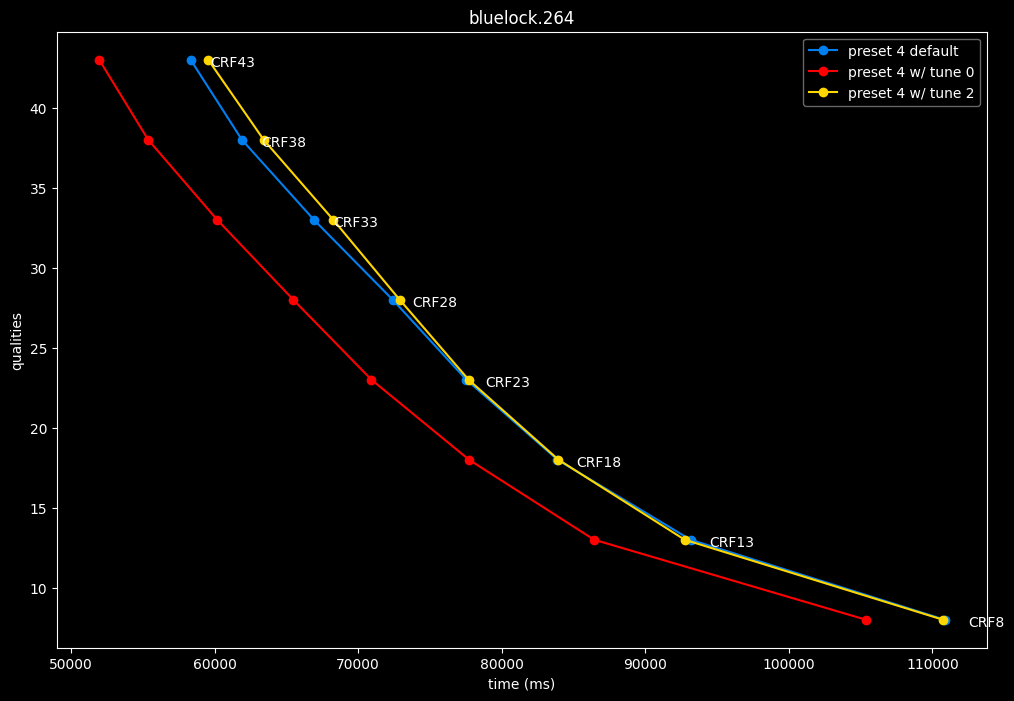 bluelock.264
preset 4 default
preset 4 w/ tune 0
preset 4 w/ tune 2
CRF43
CRF38
CRF33
CRF28
CRF23
CRF18
CRF13
CRF8
qualities
40
35
30
25
20
15
10
50000 60000 70000 80000 90000 100000 110000
time (ms)